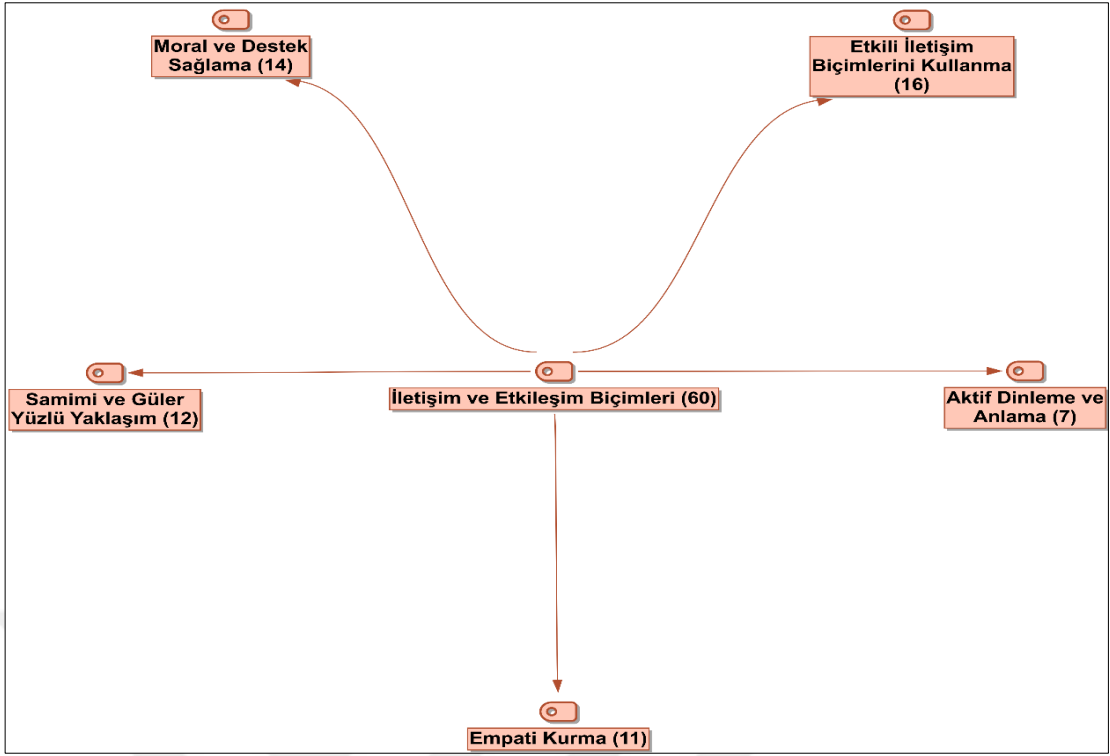 Moral ve Destek
Sağlama (14)
Etkili İletişim
Biçimlerini Kullanma
(16)
Samimi ve Güler
Yüzlü Yaklaşım (12)
İletişim ve Etkileşim Biçimleri (60)
Aktif Dinleme ve
Anlama (7)
Empati Kurma (11)